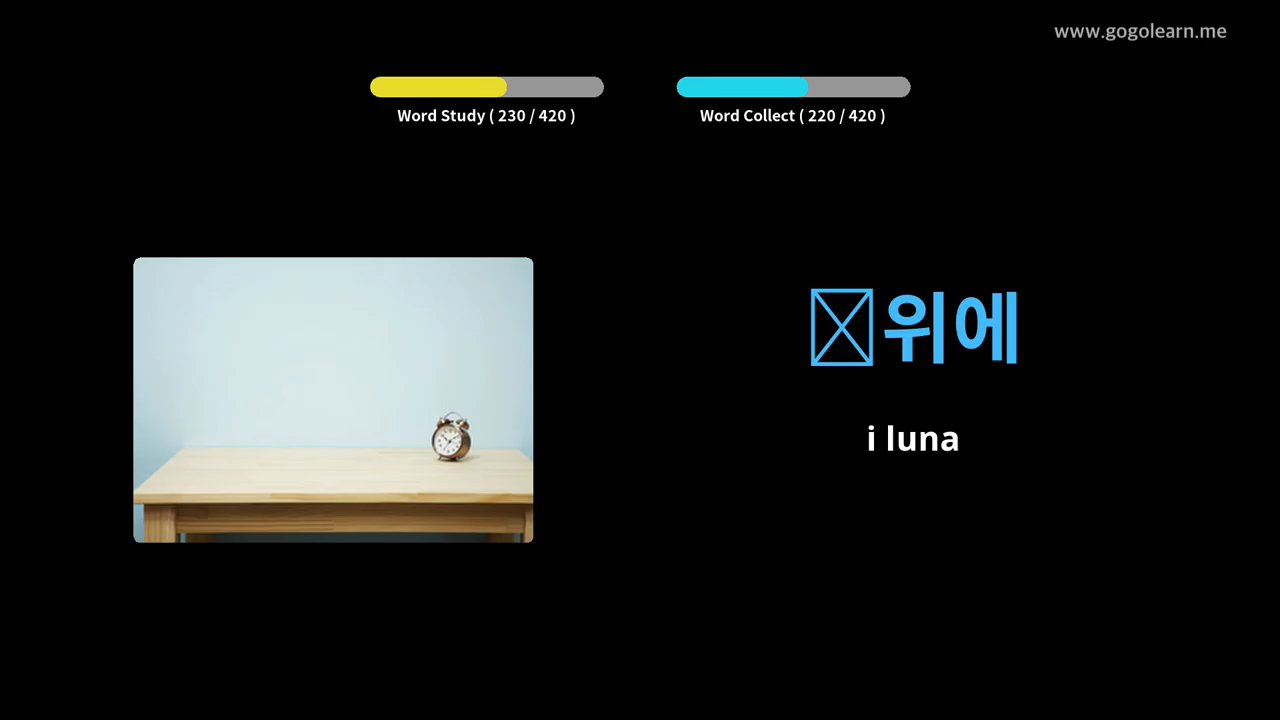 www.gogolearn.me
Word Study ( 230 / 420 )
Word Collect ( 220 / 420 )
위에
i luna